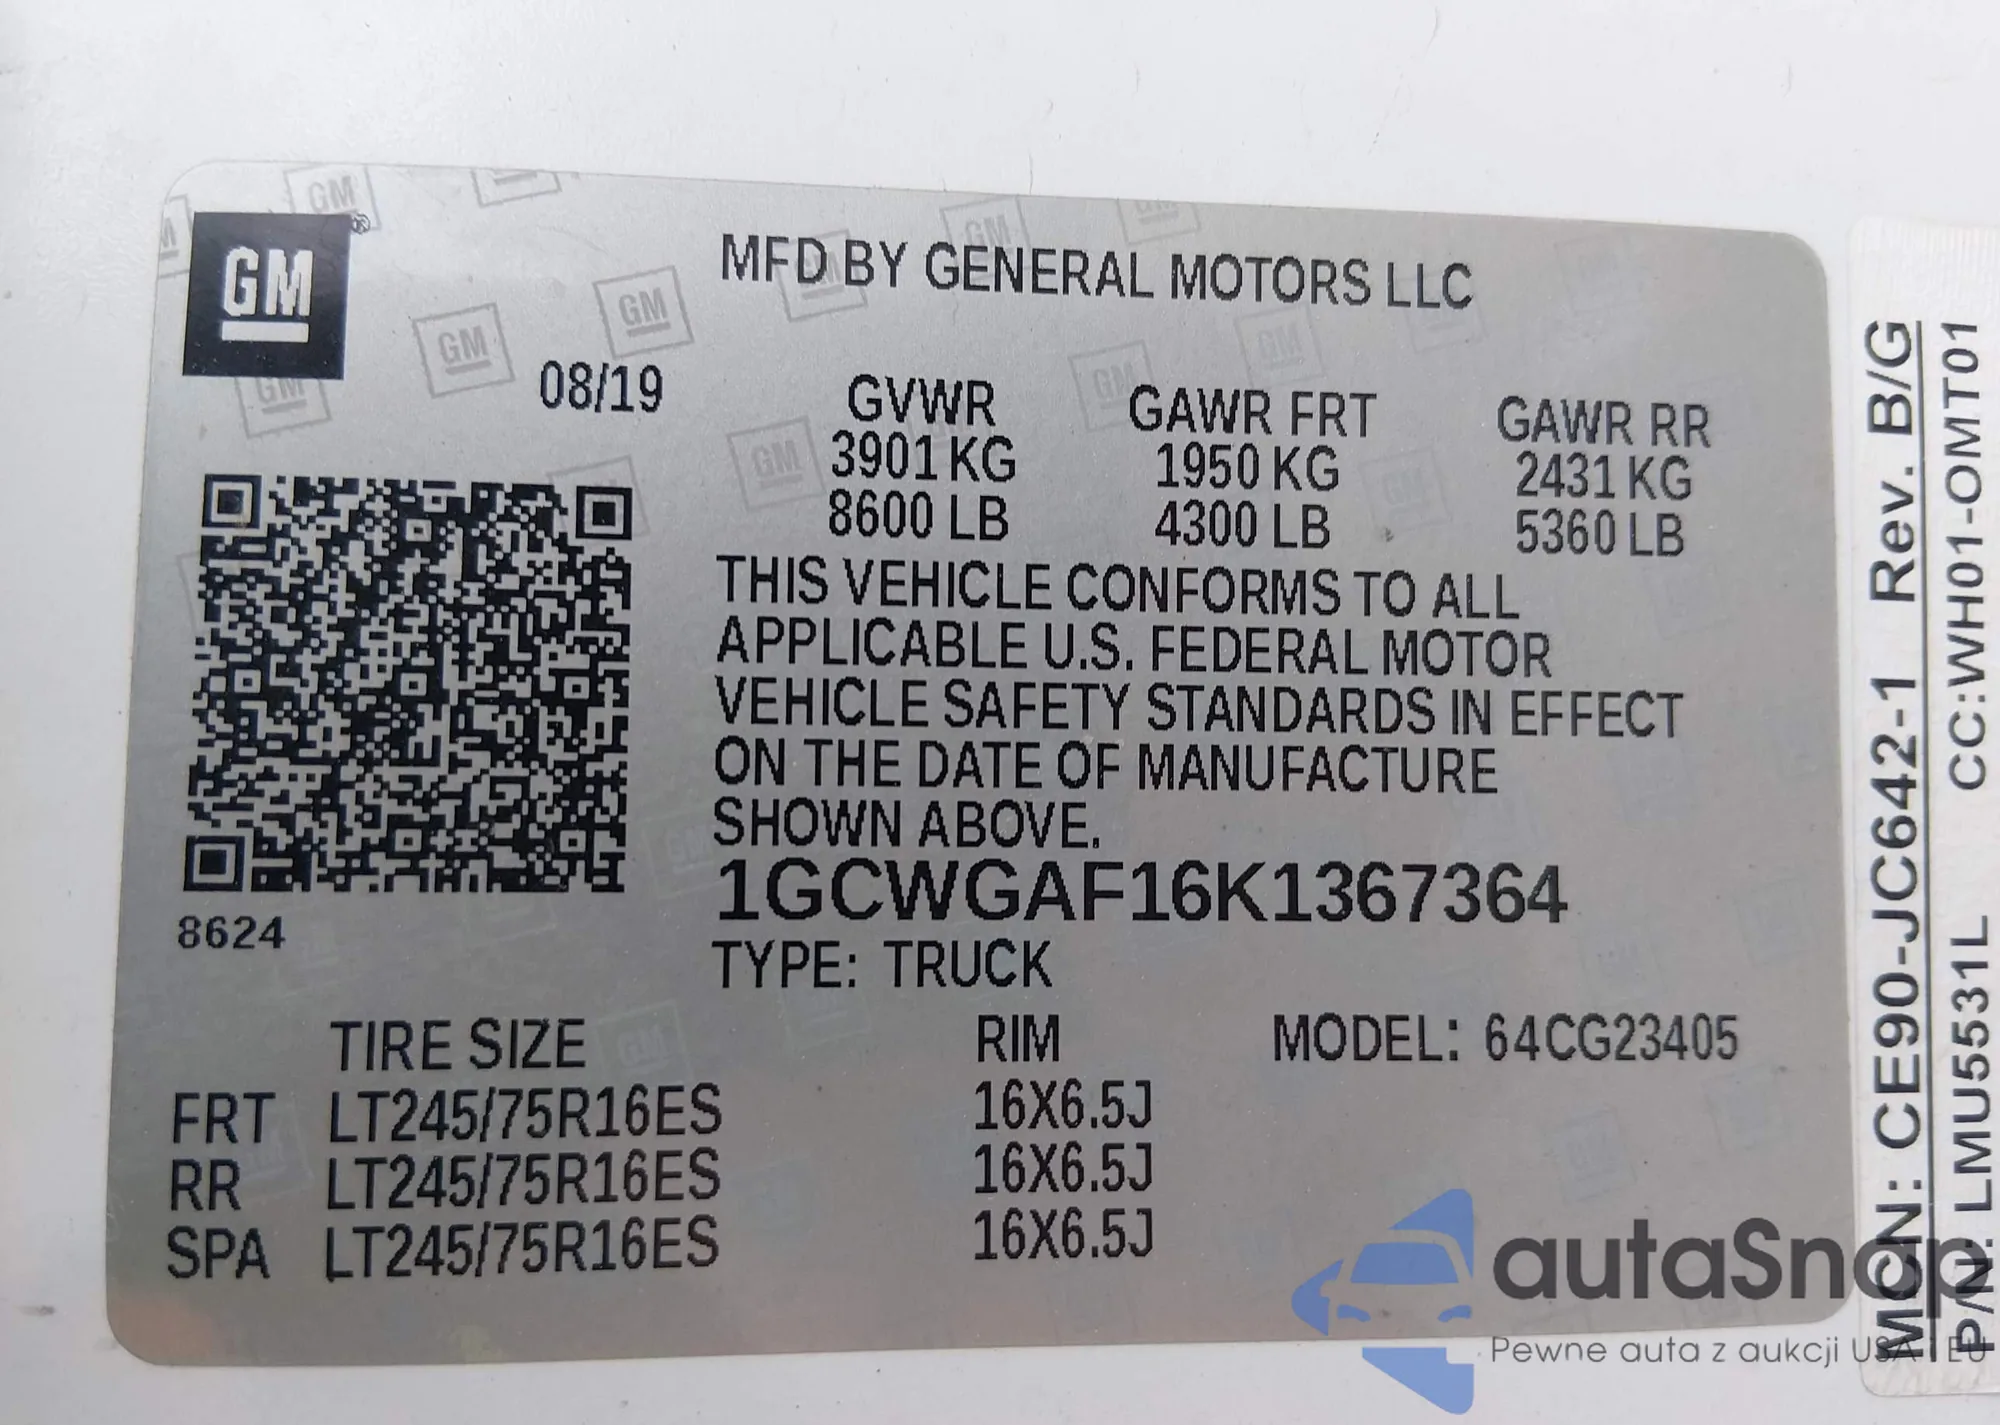 GM
MFD BY GENERAL MOTORS LLC
08/19
GVWR GAWR FRT GAWR RR
3901 KG 1950 KG 2431 KG
8600 LB 4300 LB 5360 LB
THIS VEHICLE CONFORMS TO ALL
APPLICABLE U.S. FEDERAL MOTOR
VEHICLE SAFETY STANDARDS IN EFFECT
ON THE DATE OF MANUFACTURE
SHOWN ABOVE.
1GCWGAF16K1367364
8624
TYPE: TRUCK
TIRE SIZE RIM MODEL: 64CG23405
FRT LT245/75R16ES 16X6.5J
RR LT245/75R16ES 16X6.5J
SPA LT245/75R16ES 16X6.5J
MCN: CE90-JC642-1 Rev. B/G
P/N: LMU5531L CC:WH01-OMT01
autaSnap
Pewne auta z aukcji USA i EU